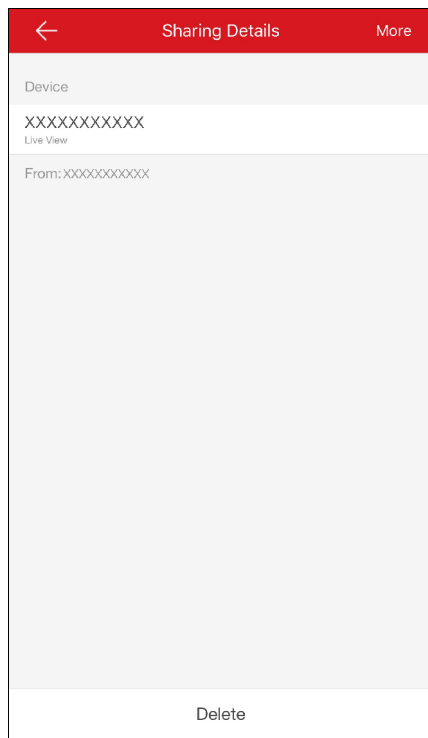 Sharing Details More
Device
XXXXXXXXXXX
Live View
From: XXXXXXXXXXX
Delete